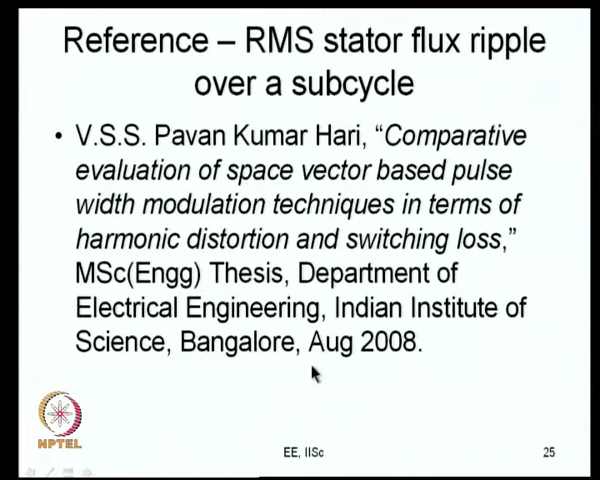 Reference – RMS stator flux ripple
over a subcycle
• V.S.S. Pavan Kumar Hari, “Comparative
evaluation of space vector based pulse
width modulation techniques in terms of
harmonic distortion and switching loss,”
MSc(Engg) Thesis, Department of
Electrical Engineering, Indian Institute of
Science, Bangalore, Aug 2008.
NPTEL
EE, IISc
25